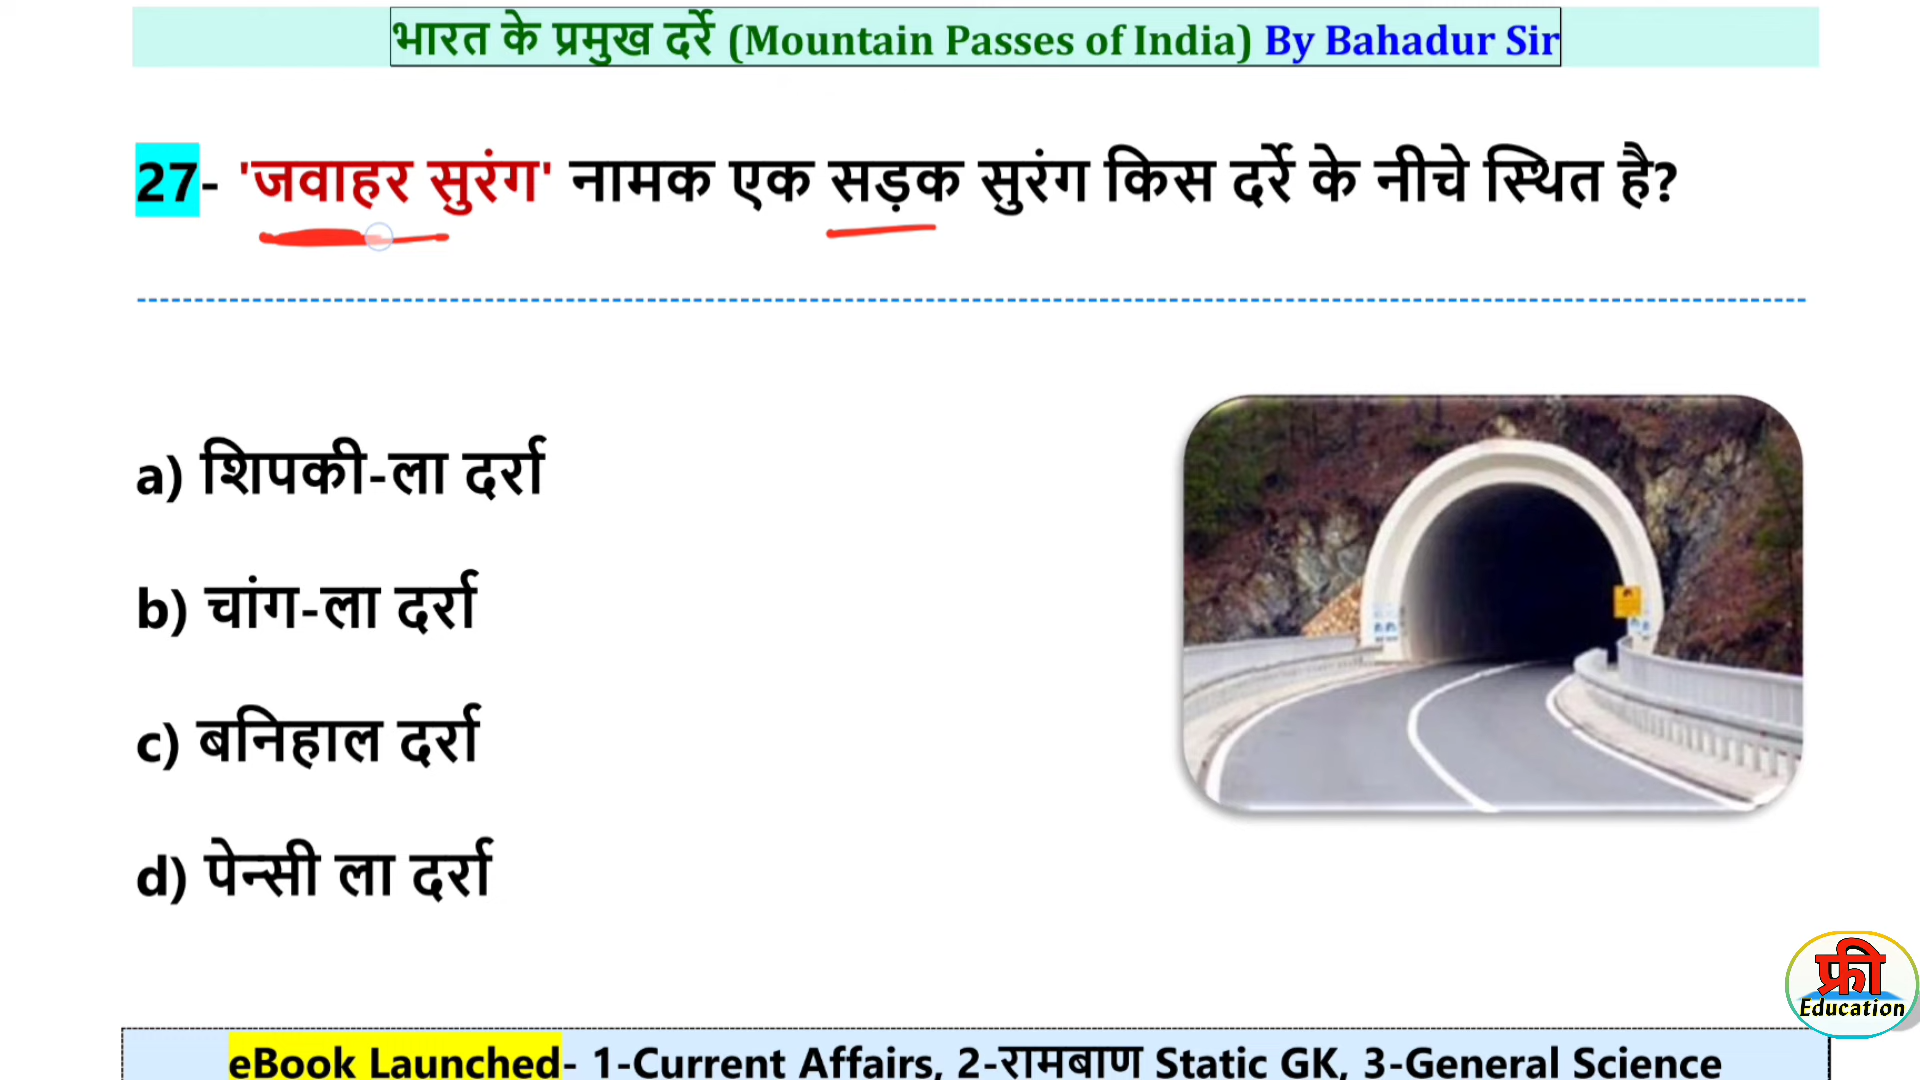 भारत के प्रमुख दर्रे (Mountain Passes of India) By Bahadur Sir
27- 'जवाहर सुरंग' नामक एक सड़क सुरंग किस दर्रे के नीचे स्थित है?
a) शिपकी-ला दर्रा
b) चांग-ला दर्रा
c) बनिहाल दर्रा
d) पेन्सी ला दर्रा
फ्री
Education
eBook Launched- 1-Current Affairs, 2-रामबाण Static GK, 3-General Science